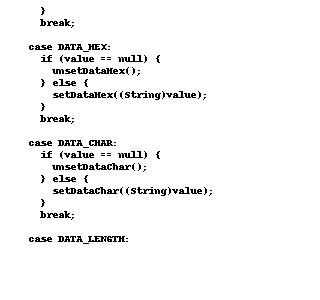 }
break;
case DATA_HEX:
if (value == null) {
unsetDataHex();
} else {
setDataHex((String)value);
}
break;
case DATA_CHAR:
if (value == null) {
unsetDataChar();
} else {
setDataChar((String)value);
}
break;
case DATA_LENGTH: